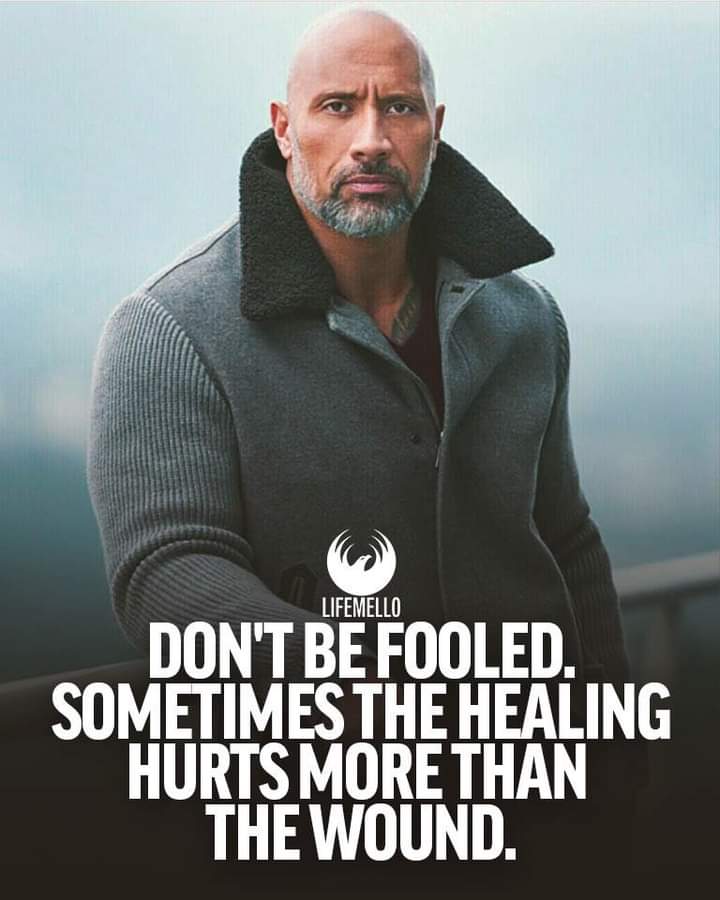 LIFEMELLO
DON'T BE FOOLED.
SOMETIMES THE HEALING
HURTS MORE THAN
THE WOUND.